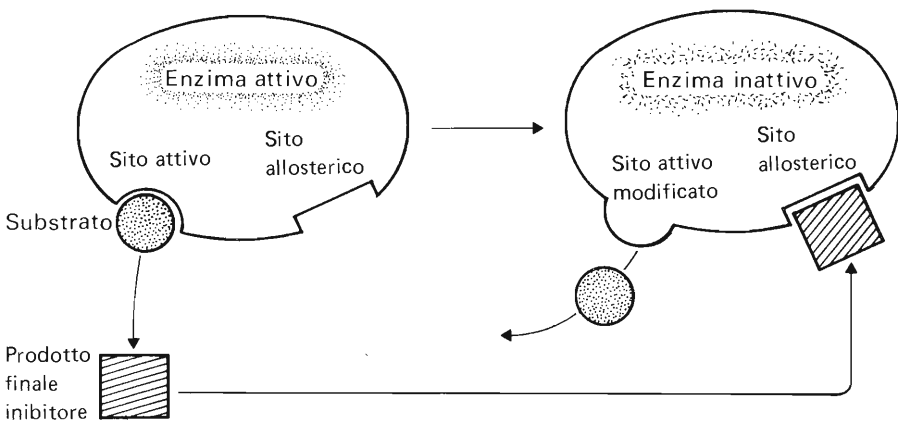 Enzima attivo
Sito attivo
Sito
allosterico
Substrato
Prodotto
finale
inibitore
Enzima inattivo
Sito attivo
modificato
Sito
allosterico